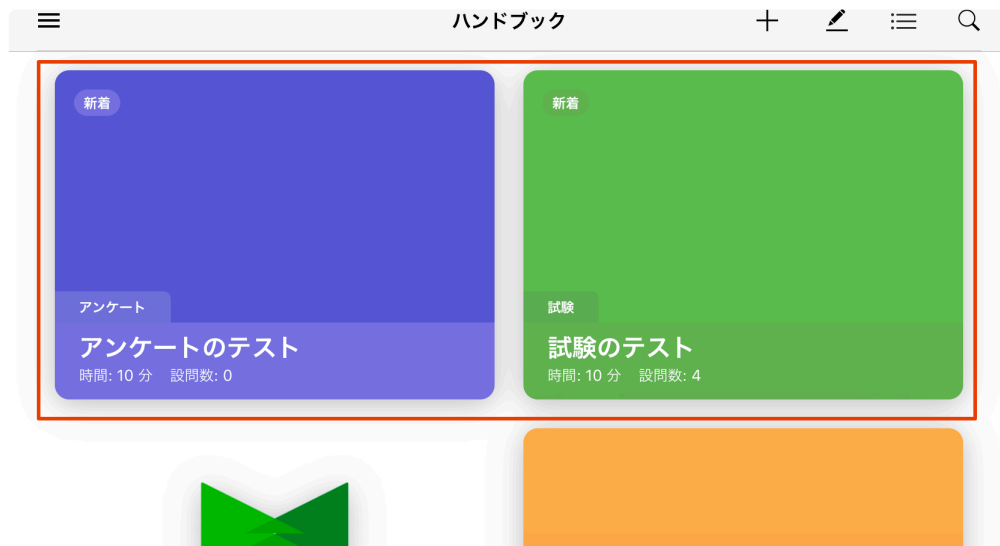 ハンドブック
新着
アンケート
アンケートのテスト
時間: 10 分 設問数: 0
新着
試験
試験のテスト
時間: 10 分 設問数: 4